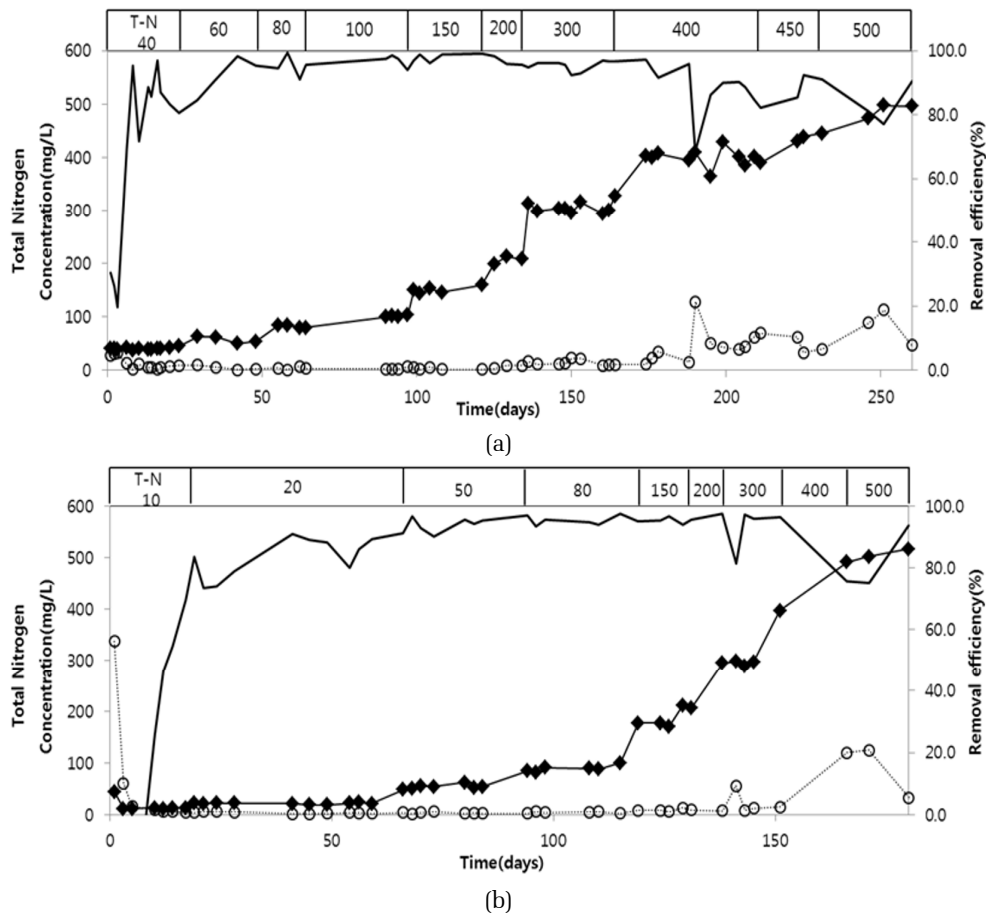 T-N
40 60 80 100 150 200 300 400 450 500
600 100.0
500 80.0
400 60.0
300
200 40.0
100 20.0
0 0.0
0 50 100 150 200 250
Total Nitrogen
Concentration(mg/L)
Removal efficiency(%)
Time(days)
(a)
T-N
10 20 50 80 150 200 300 400 500
600 100.0
500 80.0
400 60.0
300
200 40.0
100 20.0
0 0.0
0 50 100 150
Total Nitrogen
Concentration(mg/L)
Removal efficiency(%)
Time(days)
(b)